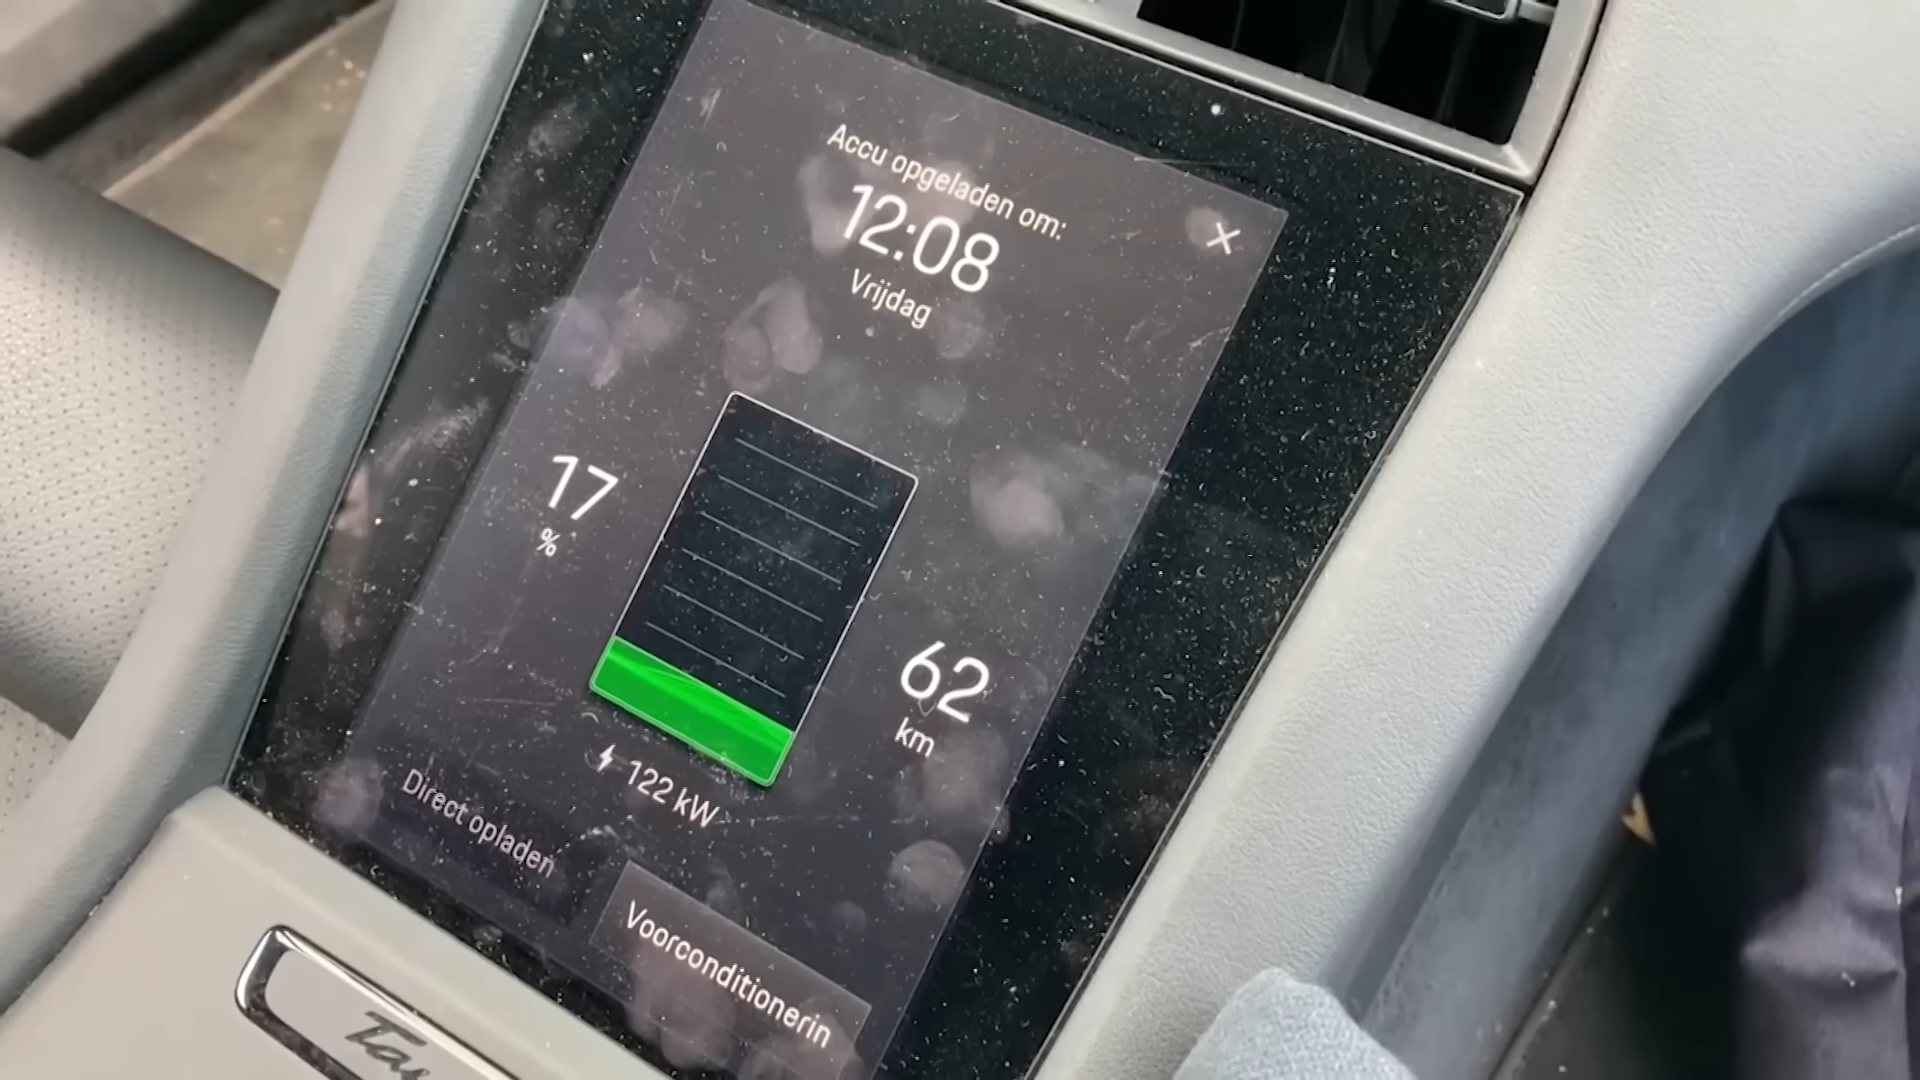 Accu opgeladen om:
12:08
Vrijdag
17
%
62
km
122 kW
Direct opladen
Voorconditionerin